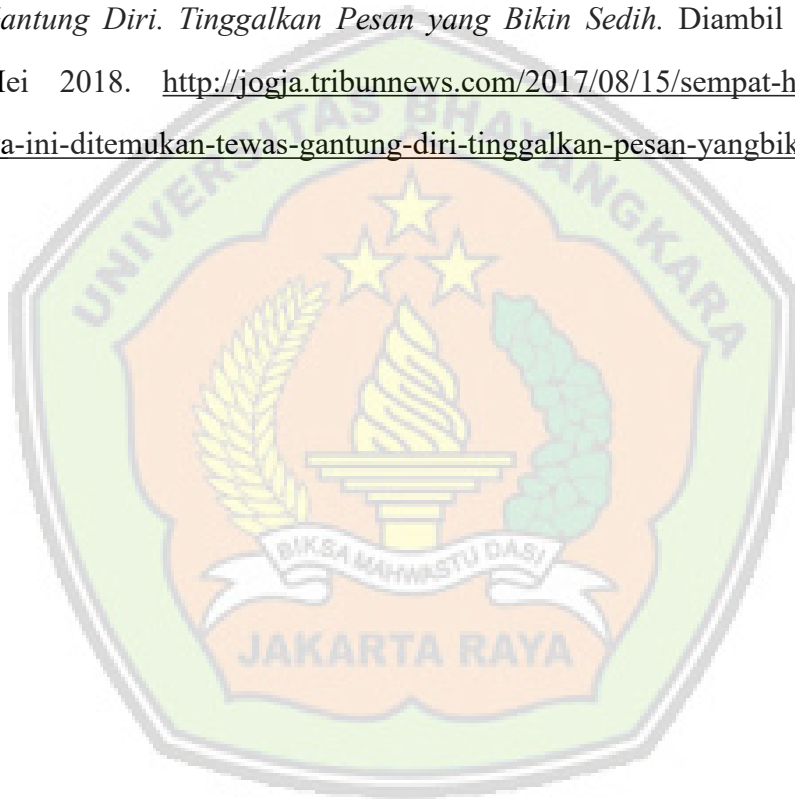 Gantung Diri. Tinggalkan Pesan yang Bikin Sedih. Diambil
Mei 2018. http://jogja.tribunnews.com/2017/08/15/sempat-h
a-ini-ditemukan-tewas-gantung-diri-tinggalkan-pesan-yangbik
UNIVERSITAS BHAYANGKARA
BIKSA MAHWASTU DASI
JAKARTA RAYA